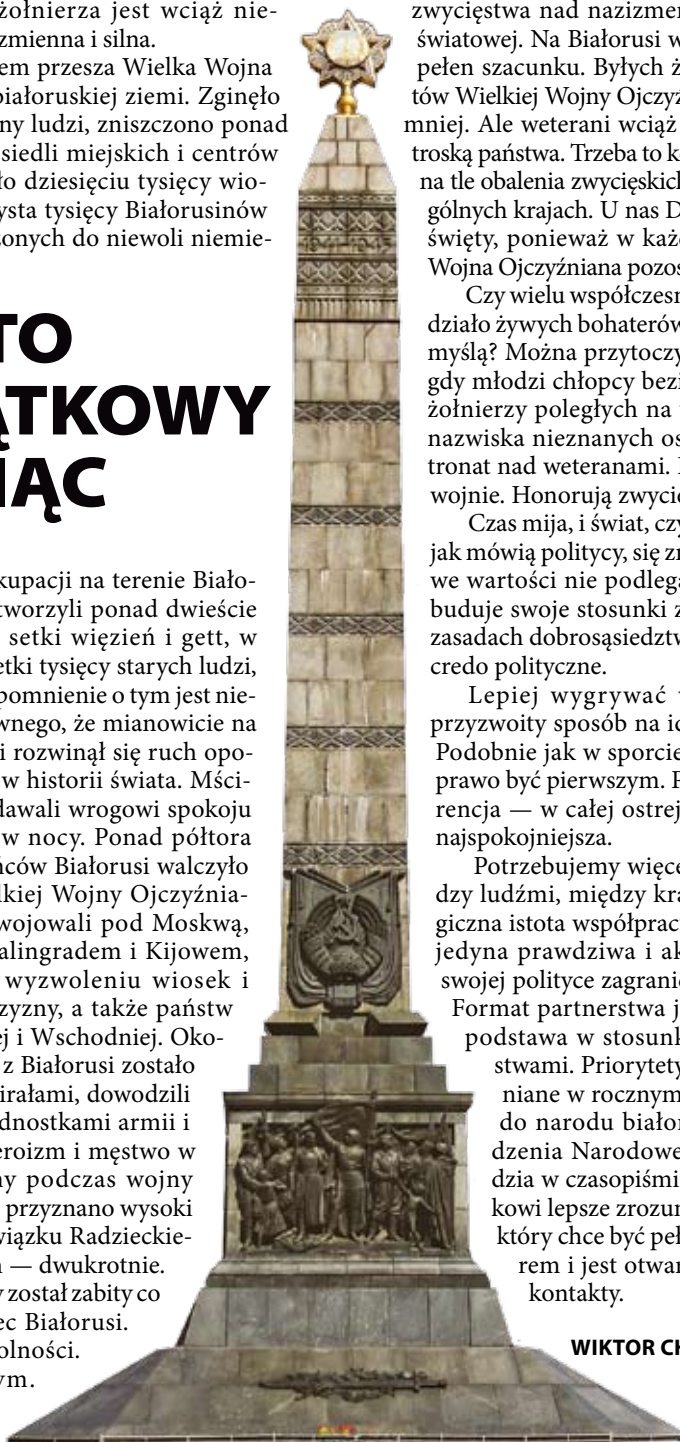 żołnierza jest wciąż nie-
zmienna i silna.
przesza Wielka Wojna
białoruskiej ziemi. Zginęło
ludzi, zniszczono ponad
siedli miejskich i centrów
dziesięciu tysięcy wio-
tysięcy Białorusinów
do niewoli niemie-
TO
ĄTKOWY
IĄC
kupacji na terenie Biało-
tworzyli ponad dwieście
setki więzień i gett, w
etki tysięcy starych ludzi,
pomnienie o tym jest nie-
wnego, że mianowicie na
i rozwinął się ruch opo-
w historii świata. Mści-
dawali wrogowi spokoju
w nocy. Ponad półtora
ńców Białorusi walczyło
lkiej Wojny Ojczyźnia-
wojowali pod Moskwą,
alingradem i Kijowem,
wyzwoleniu wiosek i
zyzny, a także państw
ej i Wschodniej. Oko-
z Białorusi zostało
irałami, dowodzili
dnostkami armii i
eroizm i męstwo w
ny podczas wojny
przyznano wysoki
wiązku Radzieckie-
— dwukrotnie.
został zabity co
ec Białorusi.
olności.
ym.
zwycięstwa nad nazizmem
światowej. Na Białorusi w
pełen szacunku. Byłych ż
tów Wielkiej Wojny Ojczyź
mniej. Ale weterani wciąż
troską państwa. Trzeba to k
na tle obalenia zwycięskich
gólnych krajach. U nas D
święty, ponieważ w każd
Wojna Ojczyźniana pozos
Czy wielu współczesn
działo żywych bohaterów
myślą? Można przytoczy
gdy młodzi chłopcy bezi
żołnierzy poległych na
nazwiska nieznanych os
tronat nad weteranami.
wojnie. Honorują zwycię
Czas mija, i świat, czy
jak mówią politycy, się zm
we wartości nie podlega
buduje swoje stosunki z
zasadach dobrosąsiedztw
credo polityczne.
Lepiej wygrywać
przyzwoity sposób na
Podobnie jak w sporcie
prawo być pierwszym. P
rencja — w całej ostrej
najspokojniejsza.
Potrzebujemy więce
dzy ludźmi, między kra
giczna istota współprac
jedyna prawdziwa i ak
swojej polityce zagranic
Format partnerstwa j
podstawa w stosunk
stwami. Priorytety
niane w rocznym
do narodu białor
dzenia Narodowe
dzia w czasopiśmi
kowi lepsze zrozum
który chce być peł
rem i jest otwar
kontakty.
WIKTOR CH